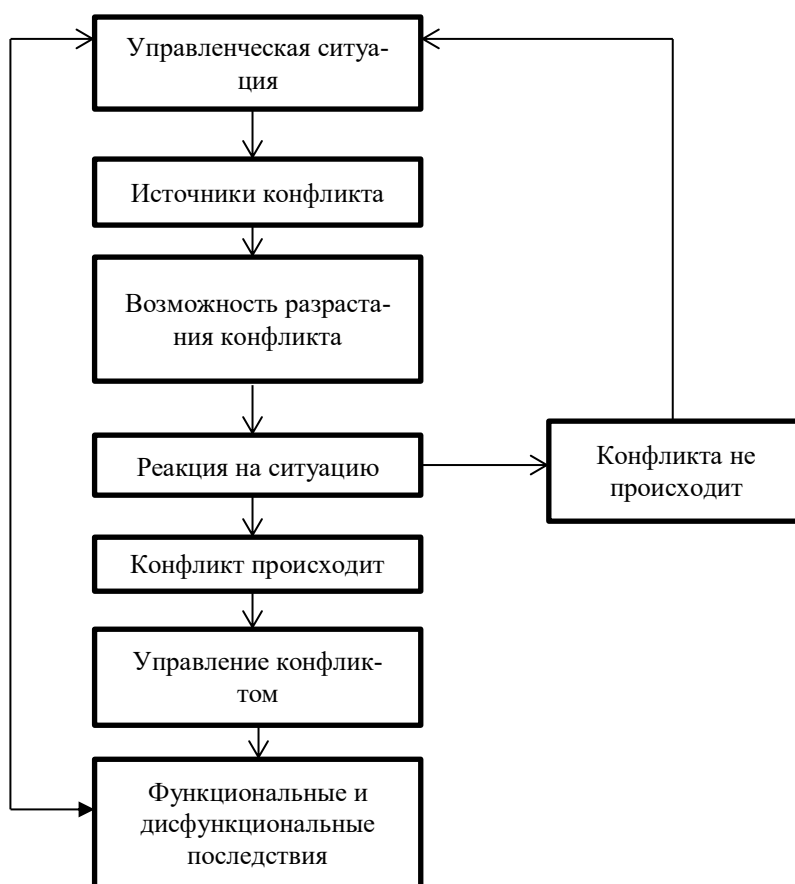 Управленческая ситуа-
ция
Источники конфликта
Возможность разраста-
ния конфликта
Реакция на ситуацию
Конфликта не
происходит
Конфликт происходит
Управление конфлик-
том
Функциональные и
дисфункциональные
последствия